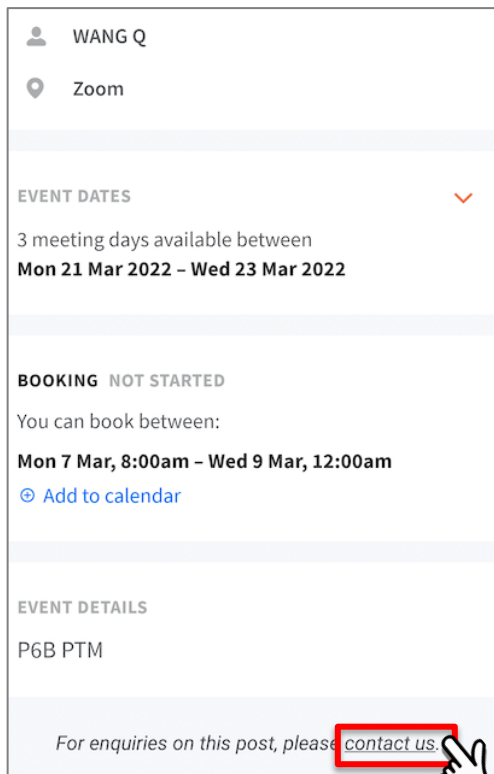 WANG Q
Zoom
EVENT DATES
3 meeting days available between
Mon 21 Mar 2022 – Wed 23 Mar 2022
BOOKING NOT STARTED
You can book between:
Mon 7 Mar, 8:00am – Wed 9 Mar, 12:00am
Add to calendar
EVENT DETAILS
P6B PTM
For enquiries on this post, please contact us.